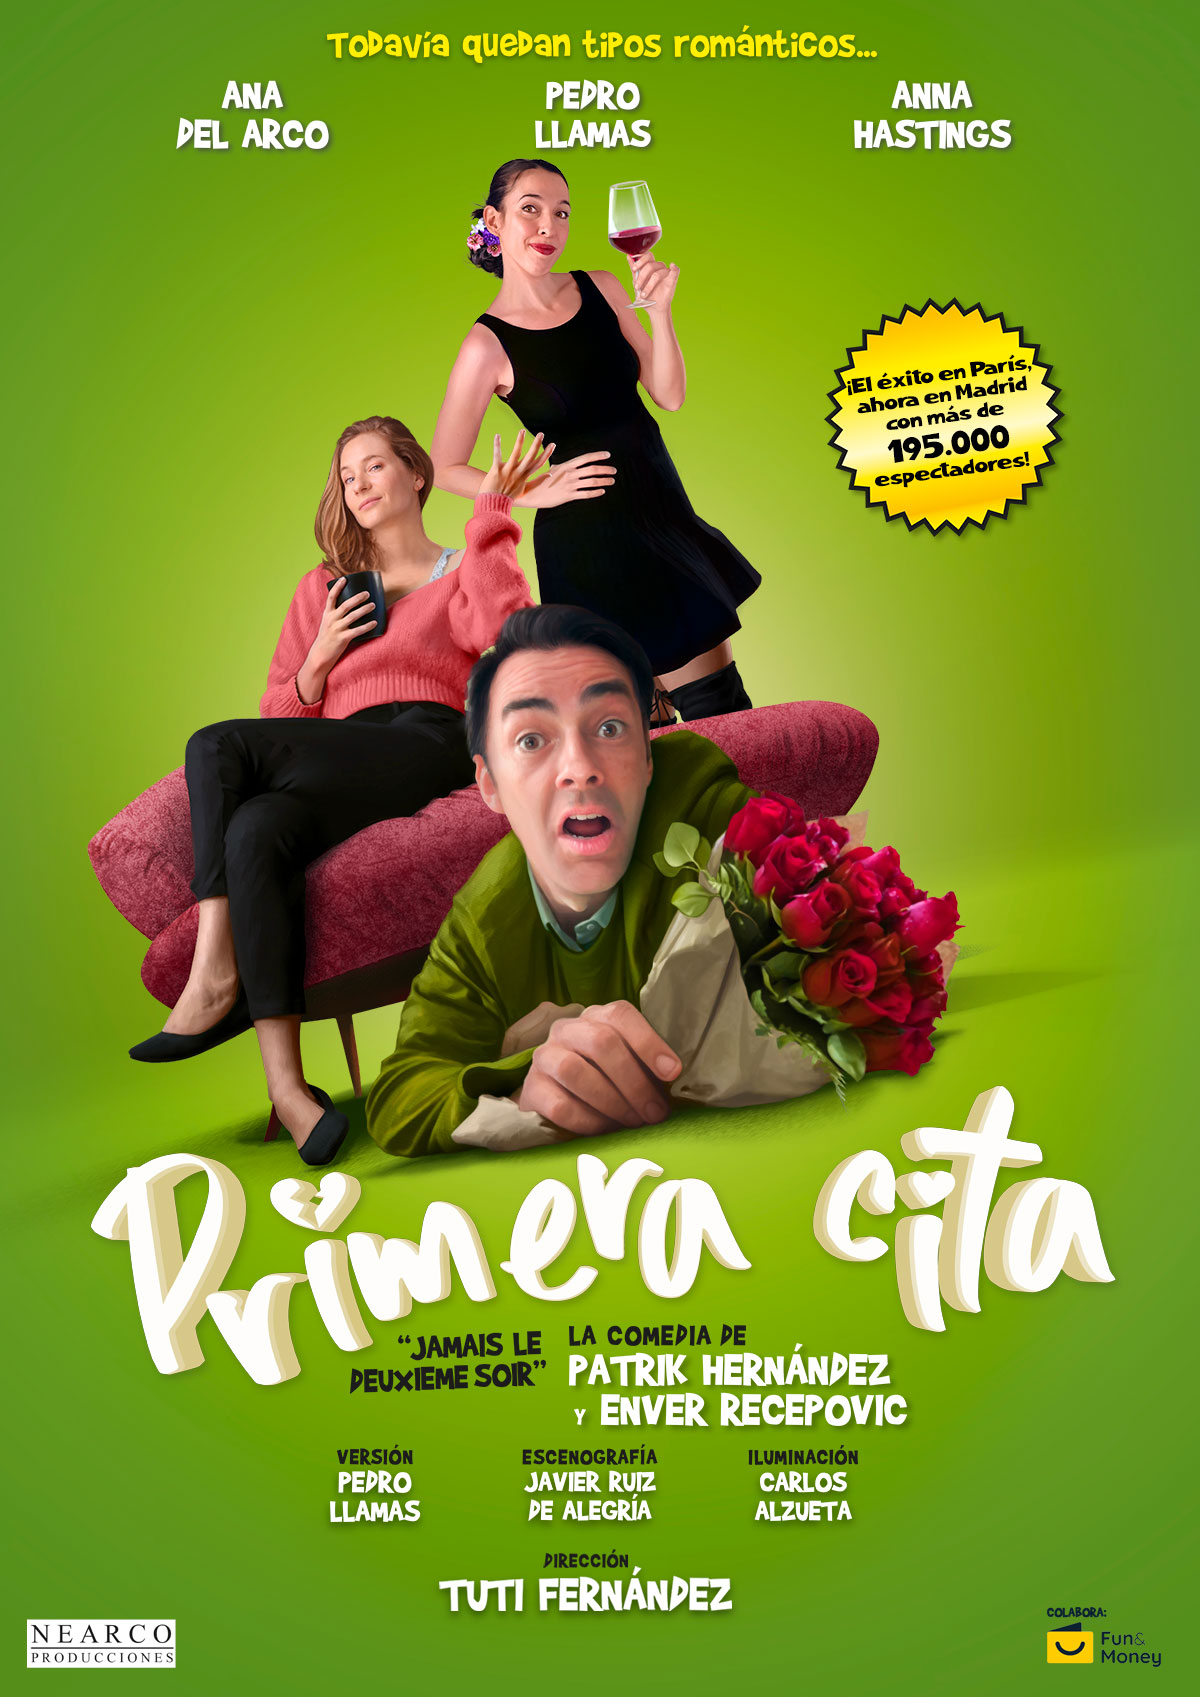 Todavía quedan tipos románticos...
ANA
DEL ARCO
PEDRO
LLAMAS
ANNA
HASTINGS
¡El éxito en París,
ahora en Madrid
con más de
195.000
espectadores!
Primera cita
"JAMAIS LE
DEUXIEME SOIR"
LA COMEDIA DE
PATRIK HERNÁNDEZ
Y ENVER RECEPOVIC
VERSIÓN
PEDRO
LLAMAS
ESCENOGRAFÍA
JAVIER RUIZ
DE ALEGRÍA
ILUMINACIÓN
CARLOS
ALZUETA
DIRECCIÓN
TUTI FERNÁNDEZ
NEARCO
PRODUCCIONES
COLABORA:
Fun&
Money